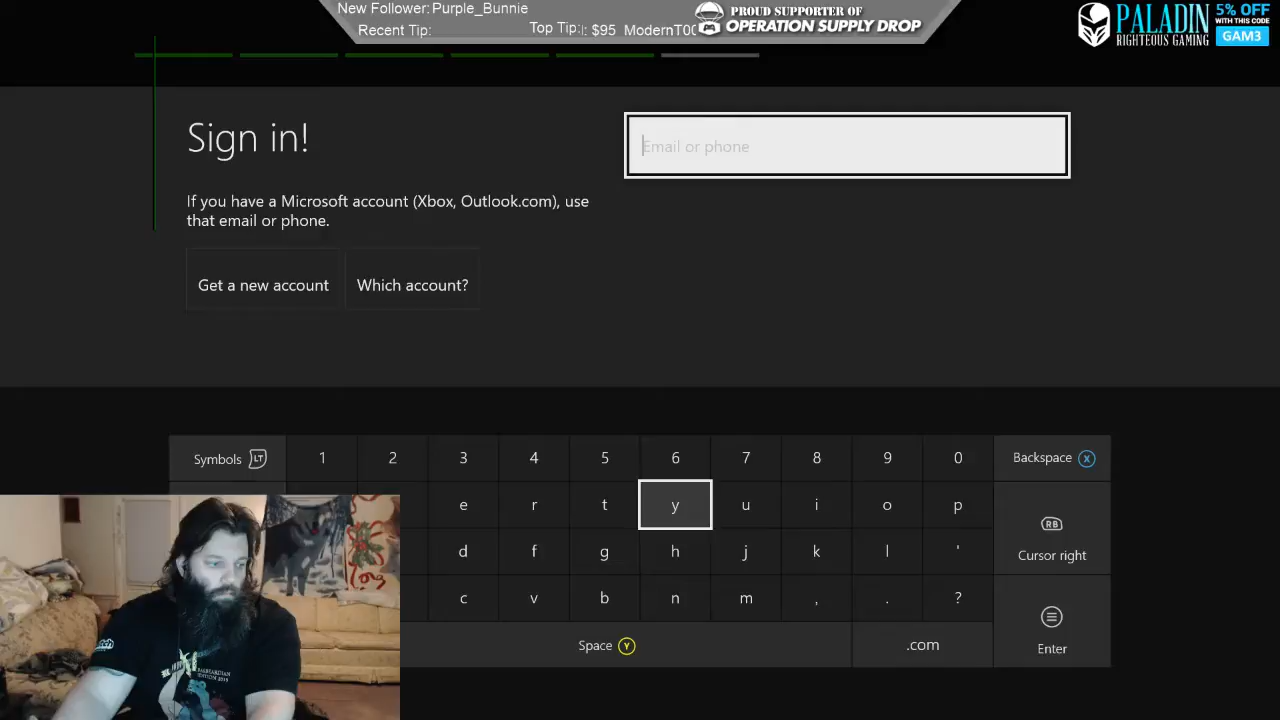 New Follower: Purple_Bunnie
Recent Tip:
Top Tip:: $95 ModernT00
PROUD SUPPORTER OF
OPERATION SUPPLY DROP
PALADIN
RIGHTEOUS GAMING
5% OFF
WITH THIS CODE
GAM3
Sign in!
Email or phone
If you have a Microsoft account (Xbox, Outlook.com), use
that email or phone.
Get a new account
Which account?
Symbols LT 1 2 3 4 5 6 7 8 9 0 Backspace X
e r t y u i o p
RB
Cursor right
d f g h j k l '
c v b n m , . ?
Enter
Space Y
.com